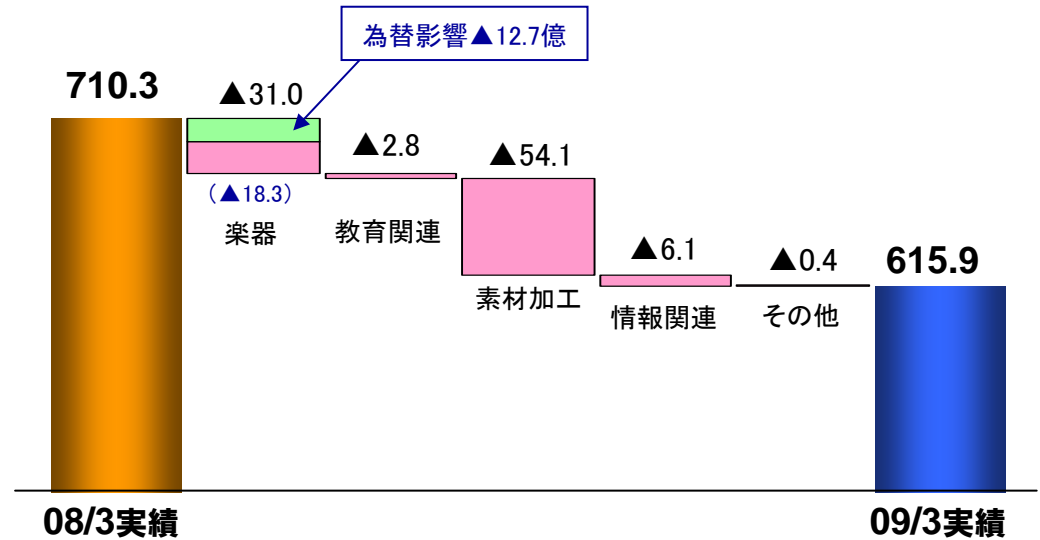 為替影響▲12.7億
710.3
▲31.0
▲2.8
▲54.1
(▲18.3)
楽器
教育関連
▲6.1
▲0.4
615.9
素材加工
情報関連
その他
08/3実績
09/3実績